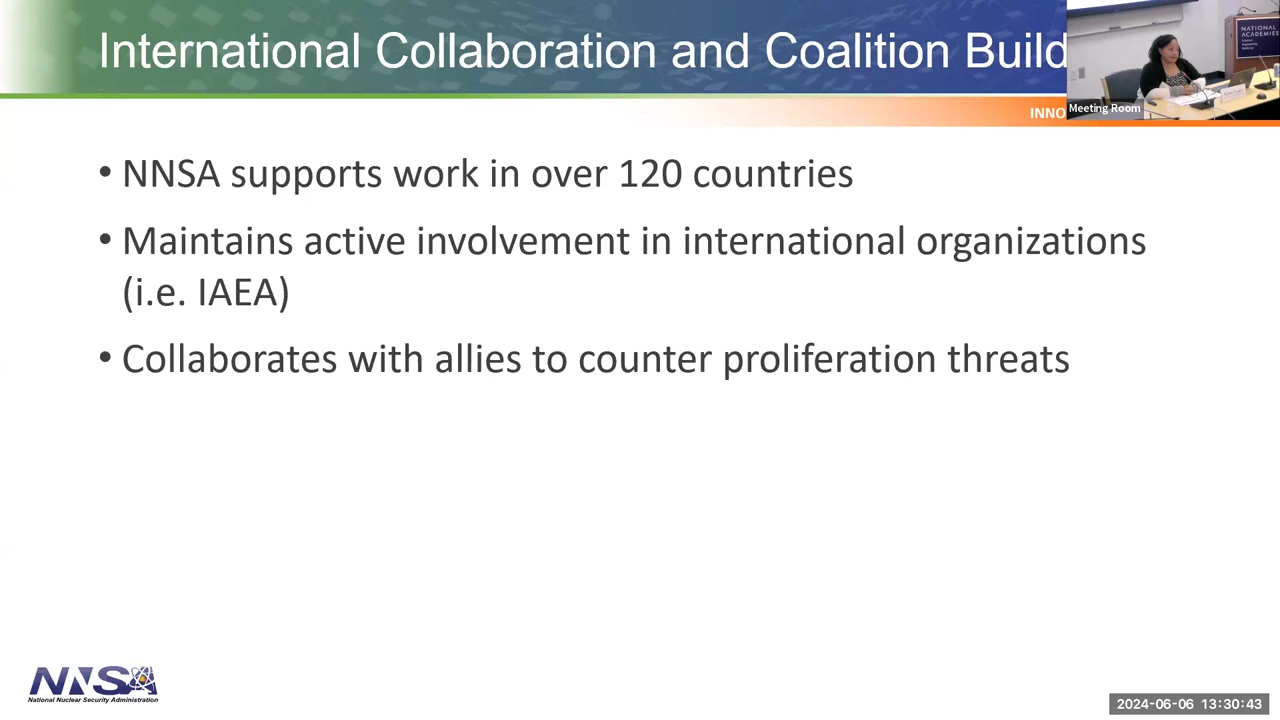 International Collaboration and Coalition Build
INNO
Meeting Room
NATIONAL
ACADEMIES
• NNSA supports work in over 120 countries
• Maintains active involvement in international organizations
(i.e. IAEA)
• Collaborates with allies to counter proliferation threats
NNSA
National Nuclear Security Administration
2024-06-06 13:30:43